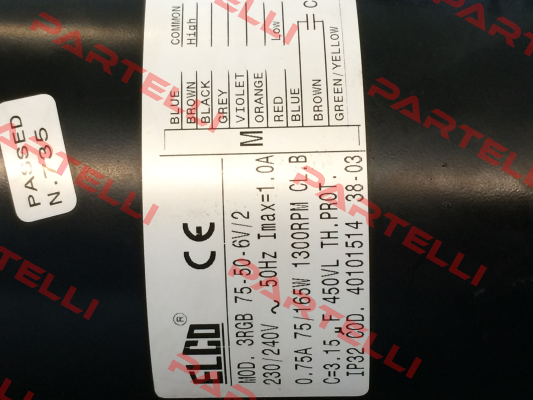 ELCO ®
CE
MOD. 3RGB 75-50-6V/2
230/240V ~ 50Hz Imax=1.0A
0.75A 75/165W 1300RPM CL.B
C=3.15 µF 450VL TH.PROT.
IP32 COD. 40101514 38-03
M
BLUE COMMON
BROWN High
BLACK
GREY
VIOLET
ORANGE Low
RED
BLUE
BROWN C
GREEN/YELLOW
PASSED
N.735
PARTELLI
PARTELLI
PARTELLI
PARTELLI
PARTELLI